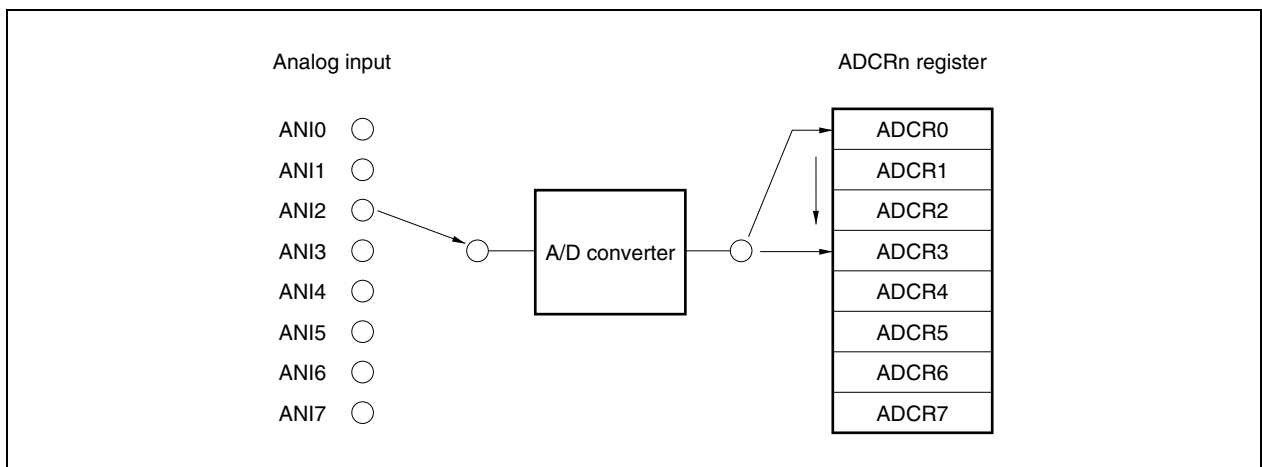 Analog input
ADCRn register
ANI0
ANI1
ANI2
ANI3
ANI4
ANI5
ANI6
ANI7
A/D converter
ADCR0
ADCR1
ADCR2
ADCR3
ADCR4
ADCR5
ADCR6
ADCR7